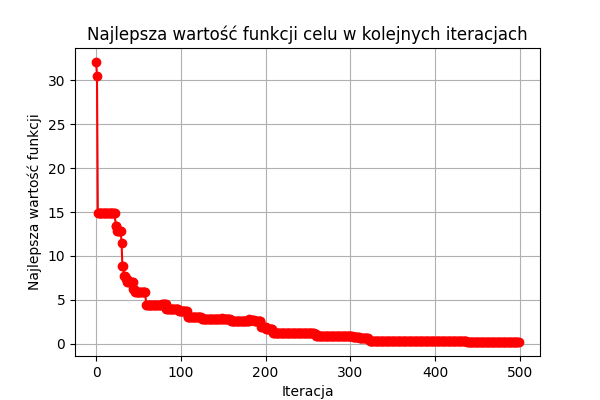 Najlepsza wartość funkcji celu w kolejnych iteracjach
Najlepsza wartość funkcji
30
25
20
15
10
5
0
0 100 200 300 400 500
Iteracja